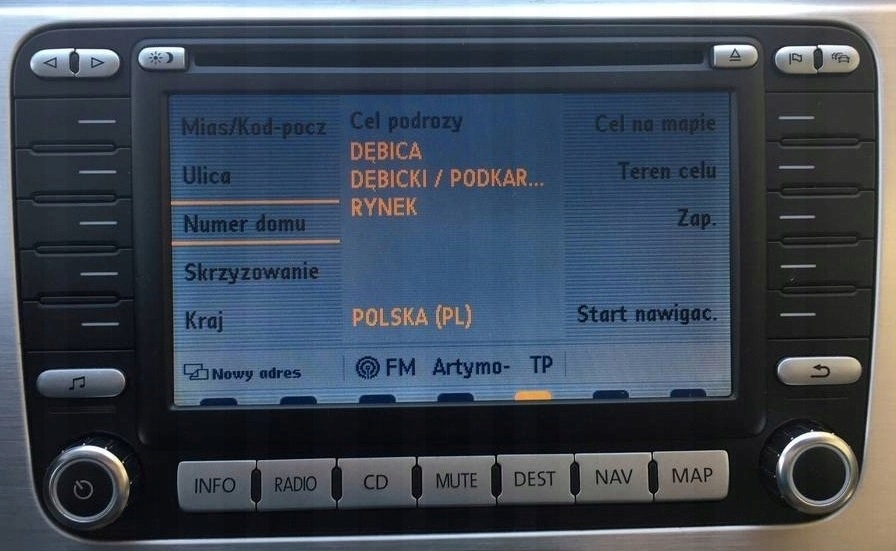 Mias/Kod-pocz
Ulica
Numer domu
Skrzyzowanie
Kraj
Cel podrozy
DĘBICA
DĘBICKI / PODKAR...
RYNEK
POLSKA (PL)
Cel na mapie
Teren celu
Zap.
Start nawigac.
Nowy adres
FM Artymo- TP
INFO RADIO CD MUTE DEST NAV MAP